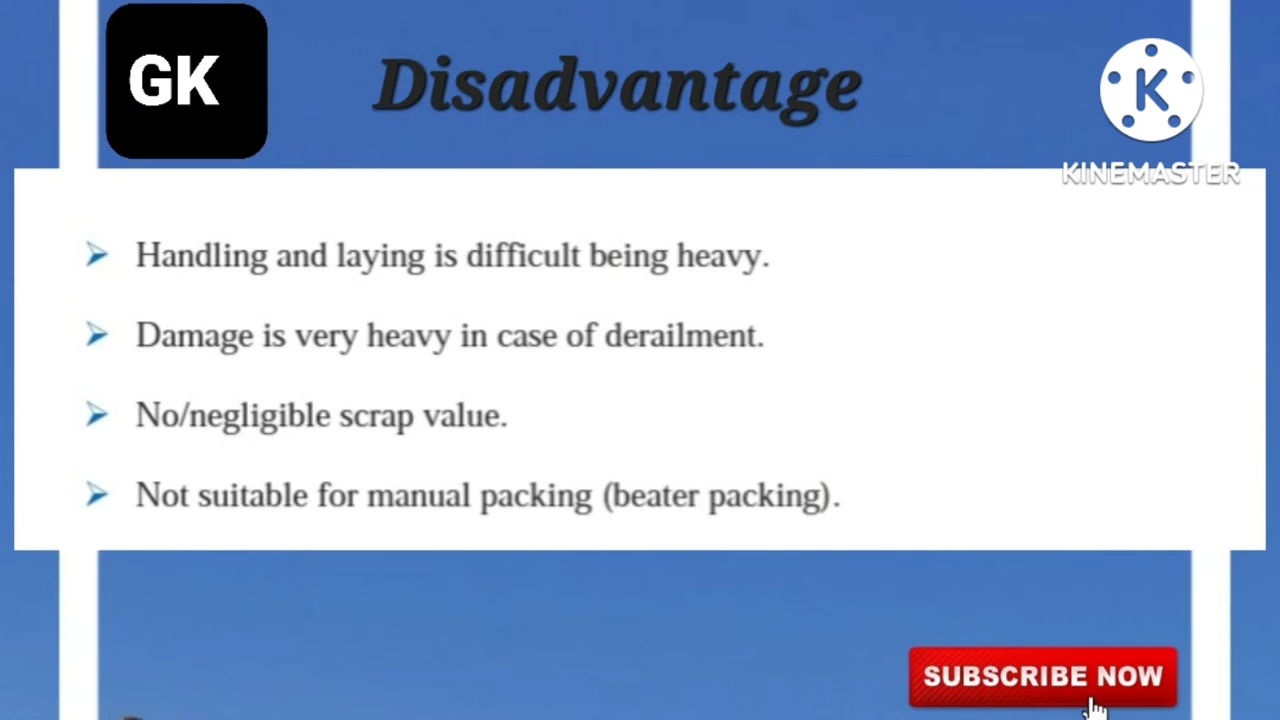 GK
Disadvantage
K
KINEMASTER
Handling and laying is difficult being heavy.
Damage is very heavy in case of derailment.
No/negligible scrap value.
Not suitable for manual packing (beater packing).
SUBSCRIBE NOW